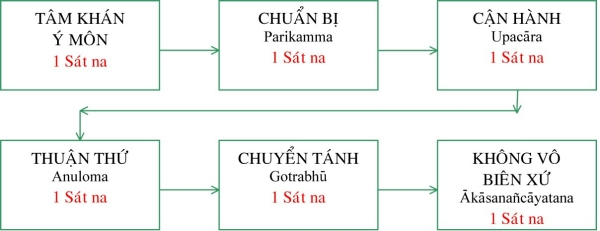 TÂM KHÁN
Ý MÔN
1 Sát na
CHUẨN BỊ
Parikamma
1 Sát na
CẬN HÀNH
Upacāra
1 Sát na
THUẬN THỨ
Anuloma
1 Sát na
CHUYỂN TÁNH
Gotrabhū
1 Sát na
KHÔNG VÔ
BIÊN XỨ
Ākāsanañcāyatana
1 Sát na